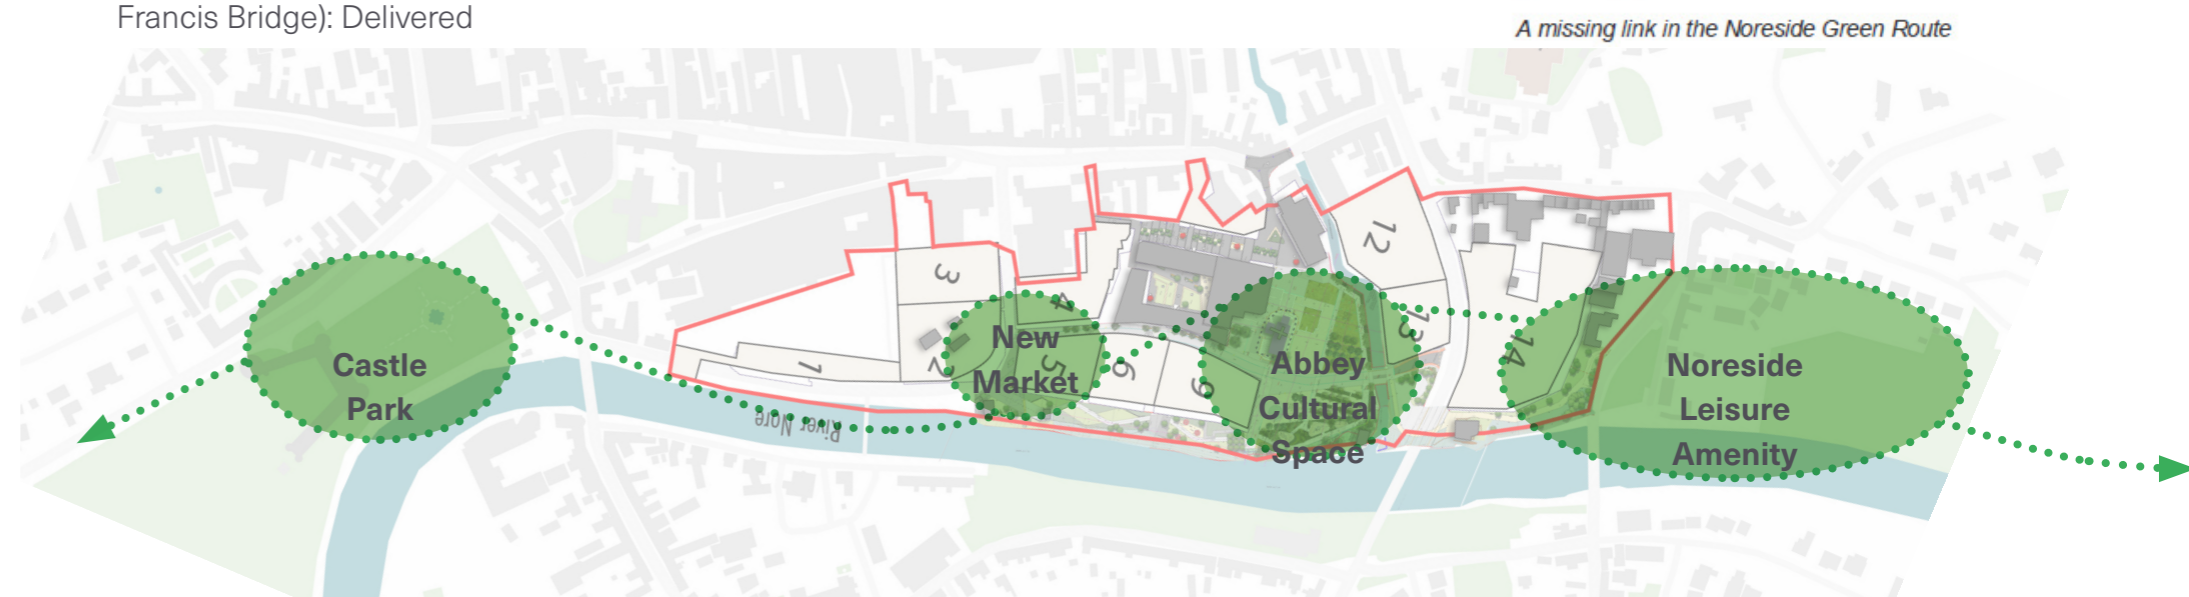 Francis Bridge): Delivered
A missing link in the Noreside Green Route
12
3
4
New
Market
13
5
6
2
1
9
14
Castle
Park
Abbey
Cultural
Space
Noreside
Leisure
Amenity
River Nore